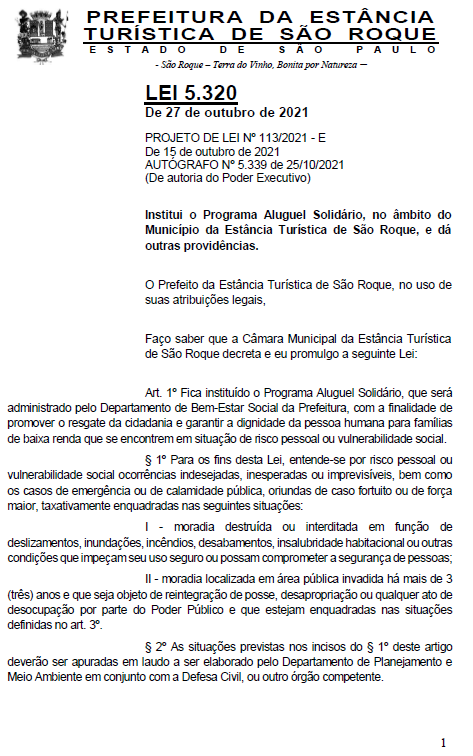 PREFEITURA DA ESTÂNCIA
TURÍSTICA DE SÃO ROQUE
ESTADO DE SÃO PAULO
- São Roque – Terra do Vinho, Bonita por Natureza –
LEI 5.320
De 27 de outubro de 2021
PROJETO DE LEI Nº 113/2021 - E
De 15 de outubro de 2021
AUTÓGRAFO Nº 5.339 de 25/10/2021
(De autoria do Poder Executivo)
Institui o Programa Aluguel Solidário, no âmbito do
Município da Estância Turística de São Roque, e dá
outras providências.
O Prefeito da Estância Turística de São Roque, no uso de
suas atribuições legais,
Faço saber que a Câmara Municipal da Estância Turística
de São Roque decreta e eu promulgo a seguinte Lei:
Art. 1º Fica instituído o Programa Aluguel Solidário, que será
administrado pelo Departamento de Bem-Estar Social da Prefeitura, com a finalidade de
promover o resgate da cidadania e garantir a dignidade da pessoa humana para famílias
de baixa renda que se encontrem em situação de risco pessoal ou vulnerabilidade social.
§ 1º Para os fins desta Lei, entende-se por risco pessoal ou
vulnerabilidade social ocorrências indesejadas, inesperadas ou imprevisíveis, bem como
os casos de emergência ou de calamidade pública, oriundas de caso fortuito ou de força
maior, taxativamente enquadradas nas seguintes situações:
I - moradia destruída ou interditada em função de
deslizamentos, inundações, incêndios, desabamentos, insalubridade habitacional ou outras
condições que impeçam seu uso seguro ou possam comprometer a segurança de pessoas;
II - moradia localizada em área pública invadida há mais de 3
(três) anos e que seja objeto de reintegração de posse, desapropriação ou qualquer ato de
desocupação por parte do Poder Público e que estejam enquadradas nas situações
definidas no art. 3º.
§ 2º As situações previstas nos incisos do § 1º deste artigo
deverão ser apuradas em laudo a ser elaborado pelo Departamento de Planejamento e
Meio Ambiente em conjunto com a Defesa Civil, ou outro órgão competente.
1